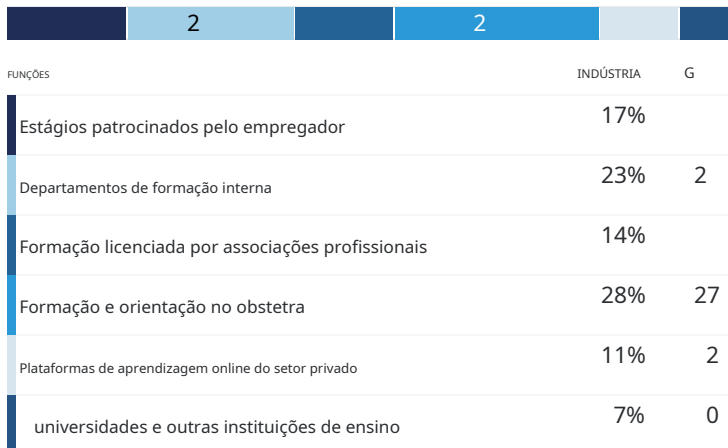 2 2
FUNÇÕES INDÚSTRIA G
Estágios patrocinados pelo empregador 17%
Departamentos de formação interna 23% 2
Formação licenciada por associações profissionais 14%
Formação e orientação no obstetra 28% 27
Plataformas de aprendizagem online do setor privado 11% 2
universidades e outras instituições de ensino 7% 0